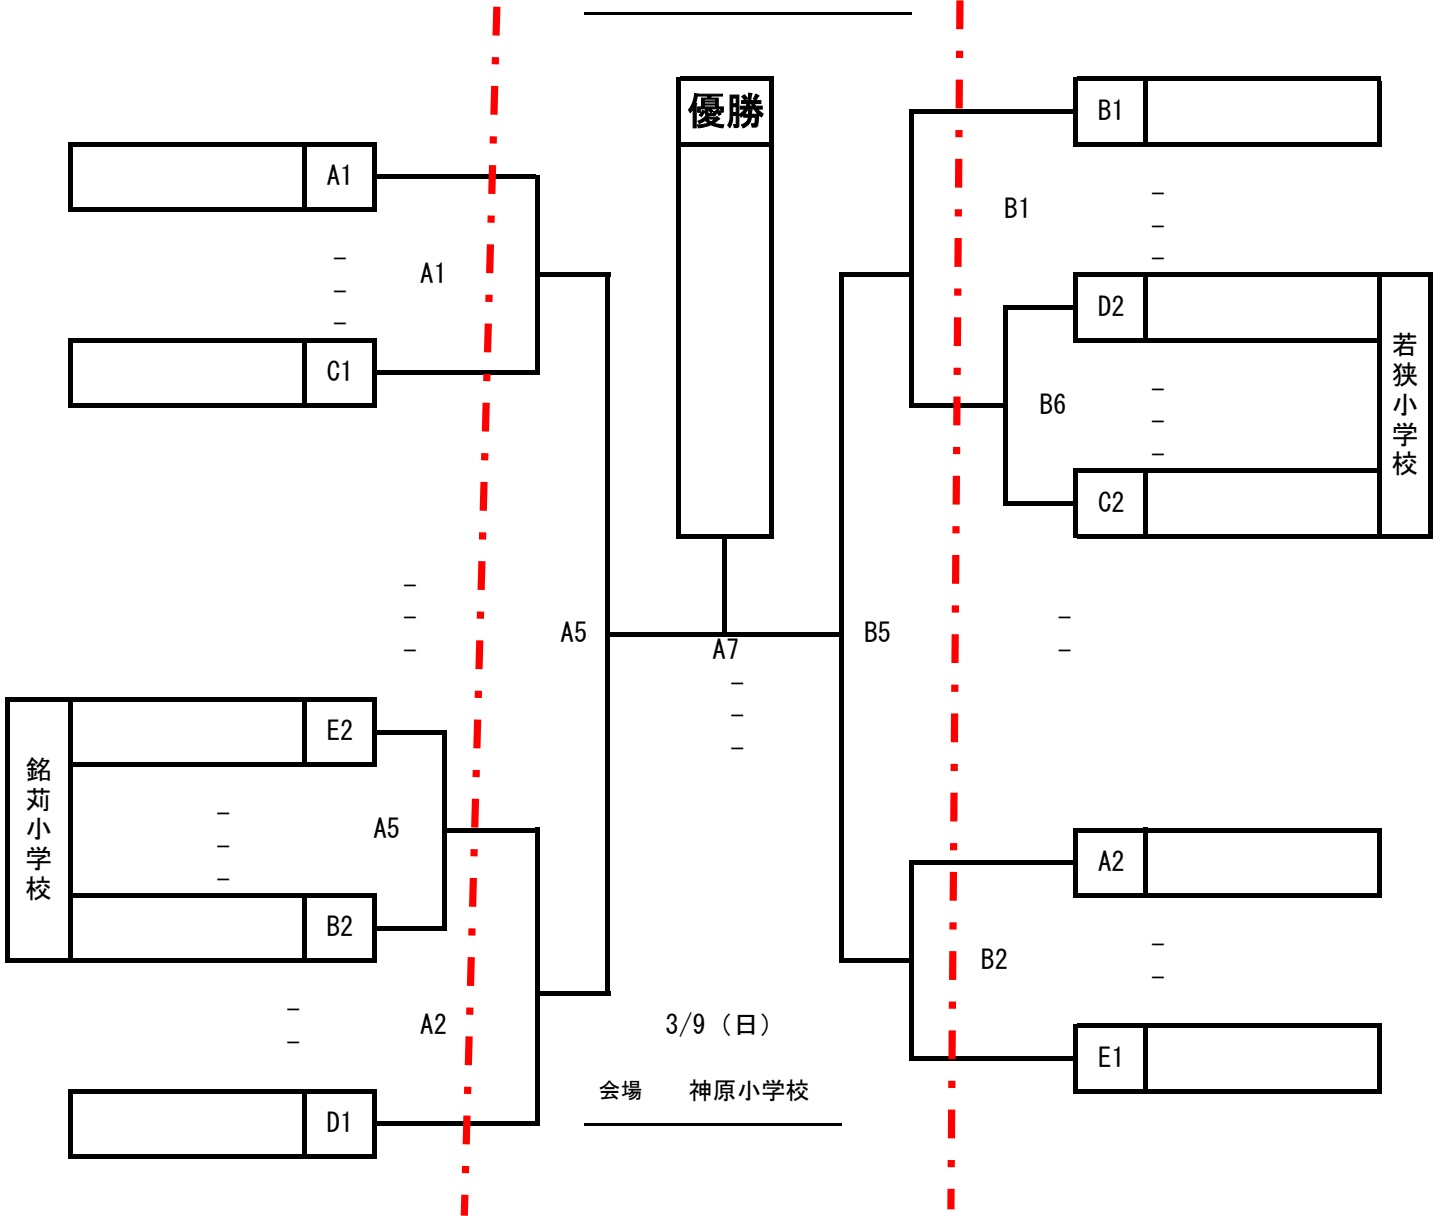 優勝
B1
A1
B1
–
–
–
–
–
–
A1
D2
C1
若狭小学校
B6
–
–
–
C2
–
–
–
A5
A7
B5
–
–
–
–
–
E2
銘苅小学校
–
–
–
A5
A2
B2
B2
–
–
–
–
A2
3/9（日）
E1
会場 神原小学校
D1